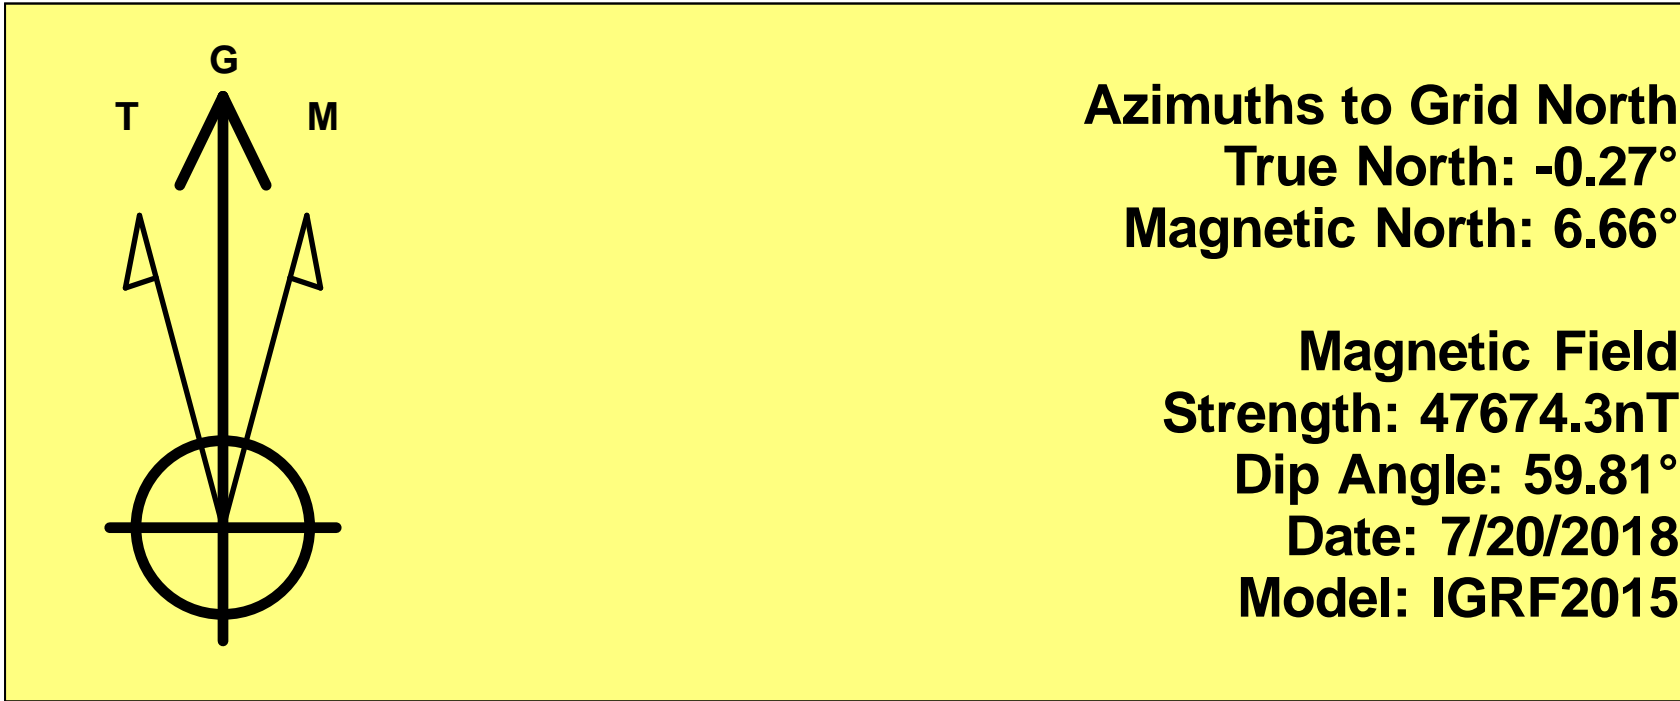 G
T M
Azimuths to Grid North
True North: -0.27°
Magnetic North: 6.66°
Magnetic Field
Strength: 47674.3nT
Dip Angle: 59.81°
Date: 7/20/2018
Model: IGRF2015